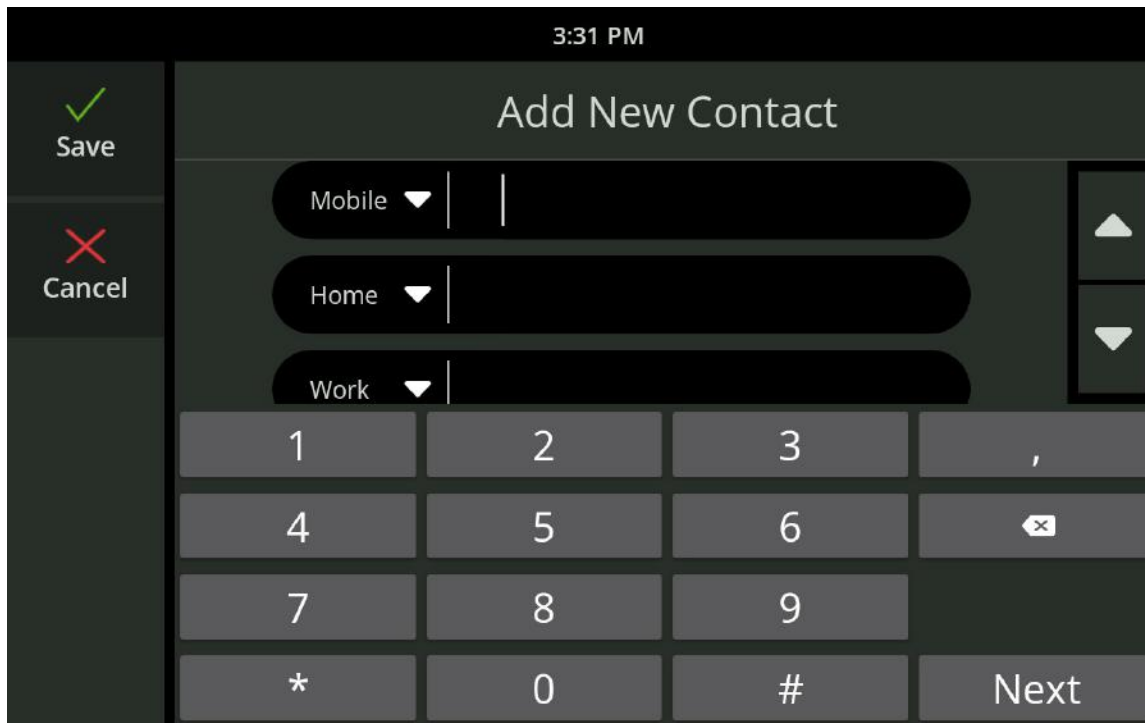 3:31 PM
Save
Add New Contact
Cancel
Mobile
Home
Work
1 2 3 ,
4 5 6
7 8 9
* 0 # Next